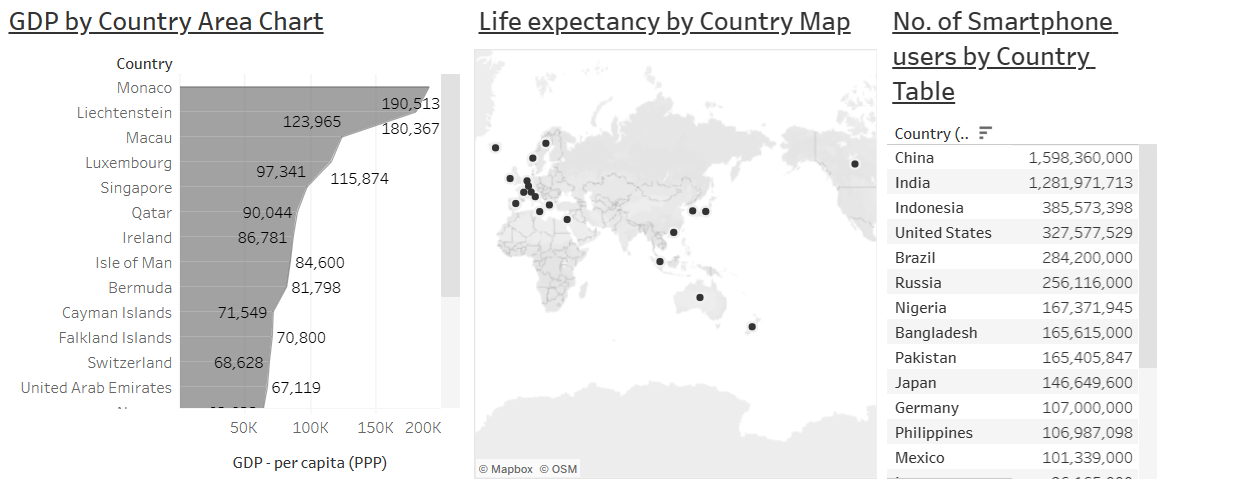 GDP by Country Area Chart
Country
Monaco
Liechtenstein
Macau
Luxembourg
Singapore
Qatar
Ireland
Isle of Man
Bermuda
Cayman Islands
Falkland Islands
Switzerland
United Arab Emirates
190,513
180,367
123,965
115,874
97,341
90,044
86,781
84,600
81,798
71,549
70,800
68,628
67,119
50K 100K 150K 200K
GDP - per capita (PPP)
Life expectancy by Country Map
© Mapbox © OSM
No. of Smartphone
users by Country
Table
Country (..
China 1,598,360,000
India 1,281,971,713
Indonesia 385,573,398
United States 327,577,529
Brazil 284,200,000
Russia 256,116,000
Nigeria 167,371,945
Bangladesh 165,615,000
Pakistan 165,405,847
Japan 146,649,600
Germany 107,000,000
Philippines 106,987,098
Mexico 101,339,000